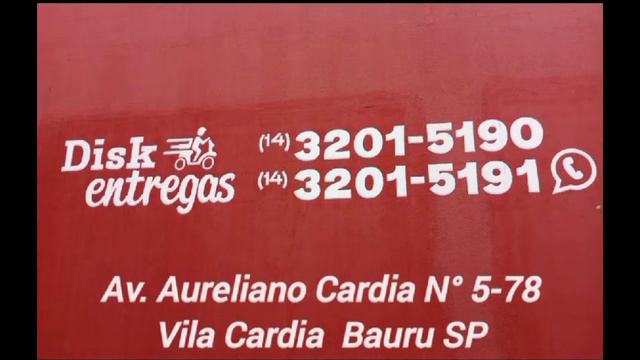 Disk entregas
(14) 3201-5190
(14) 3201-5191
Av. Aureliano Cardia N° 5-78
Vila Cardia Bauru SP